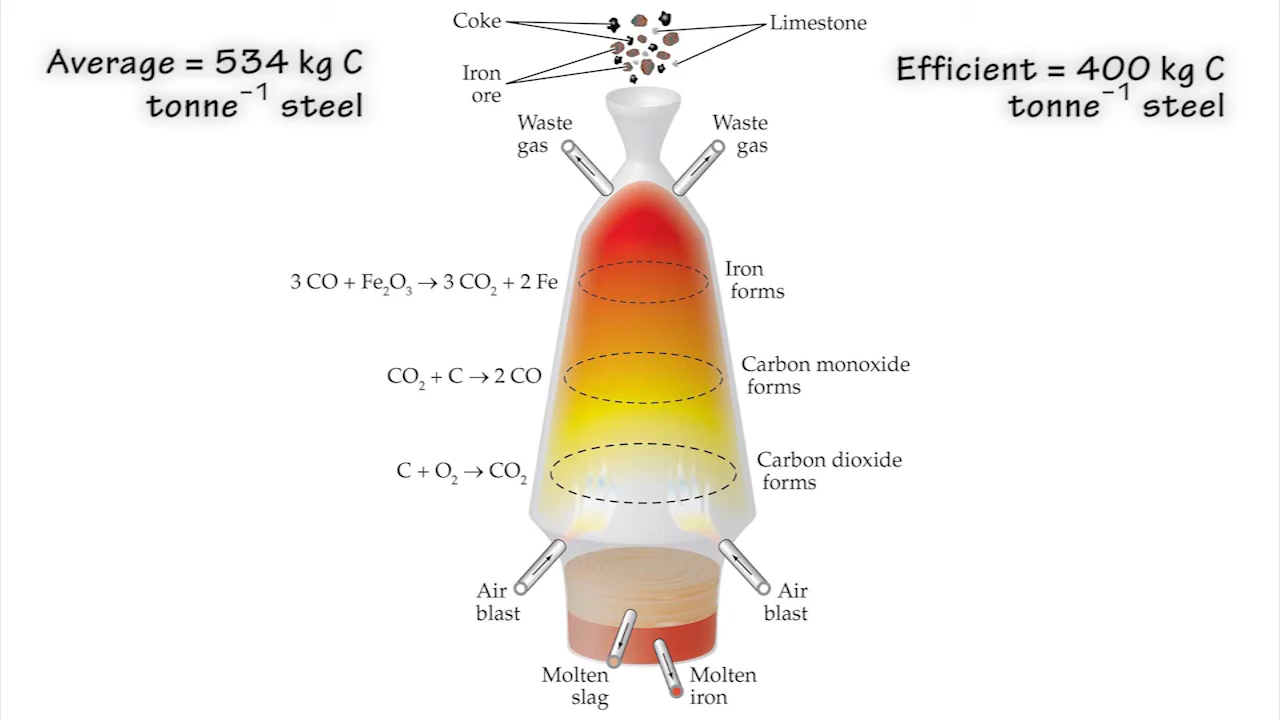 Coke
Limestone
Iron
ore
Average = 534 kg C
tonne⁻¹ steel
Efficient = 400 kg C
tonne⁻¹ steel
Waste
gas
Waste
gas
3 CO + Fe₂O₃ → 3 CO₂ + 2 Fe
Iron
forms
CO₂ + C → 2 CO
Carbon monoxide
forms
C + O₂ → CO₂
Carbon dioxide
forms
Air
blast
Air
blast
Molten
slag
Molten
iron